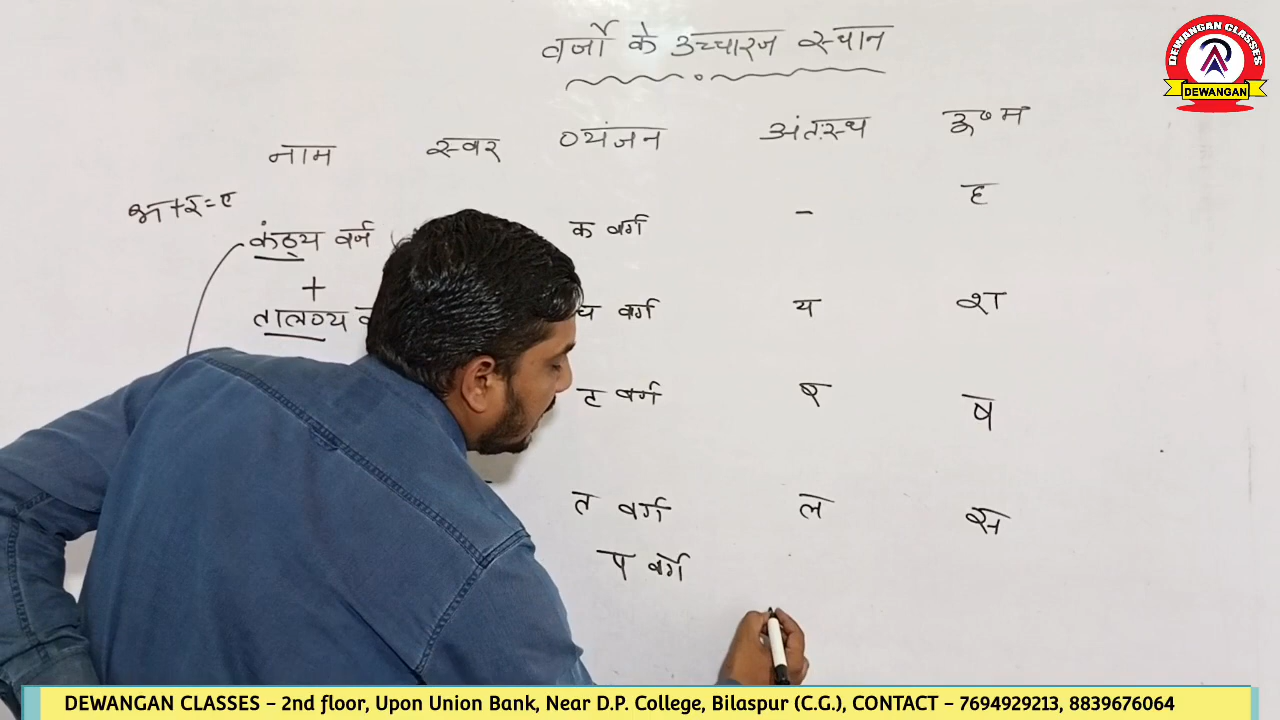 वर्णो के उच्चारण स्थान
नाम स्वर व्यंजन अंतःस्थ ऊष्म
अ+इ=ए
कंठ्य वर्ण क वर्ग - ह
+
तालव्य च वर्ग य श
ट वर्ग र ष
त वर्ग ल स
प वर्ग
DEWANGAN CLASSES
DEWANGAN
DEWANGAN CLASSES – 2nd floor, Upon Union Bank, Near D.P. College, Bilaspur (C.G.), CONTACT – 7694929213, 8839676064